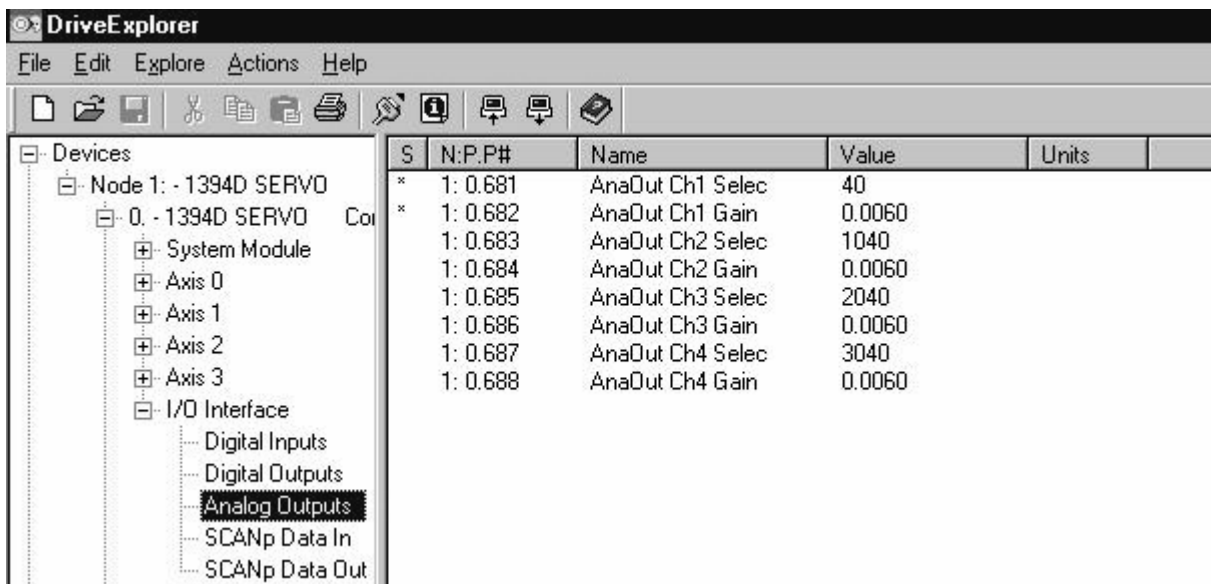 DriveExplorer
File Edit Explore Actions Help
Devices
Node 1: - 1394D SERVO
0. - 1394D SERVO Co
System Module
Axis 0
Axis 1
Axis 2
Axis 3
I/O Interface
Digital Inputs
Digital Outputs
Analog Outputs
SCANp Data In
SCANp Data Out
S N:P.P# Name Value Units
* 1: 0.681 AnaOut Ch1 Selec 40
* 1: 0.682 AnaOut Ch1 Gain 0.0060
1: 0.683 AnaOut Ch2 Selec 1040
1: 0.684 AnaOut Ch2 Gain 0.0060
1: 0.685 AnaOut Ch3 Selec 2040
1: 0.686 AnaOut Ch3 Gain 0.0060
1: 0.687 AnaOut Ch4 Selec 3040
1: 0.688 AnaOut Ch4 Gain 0.0060